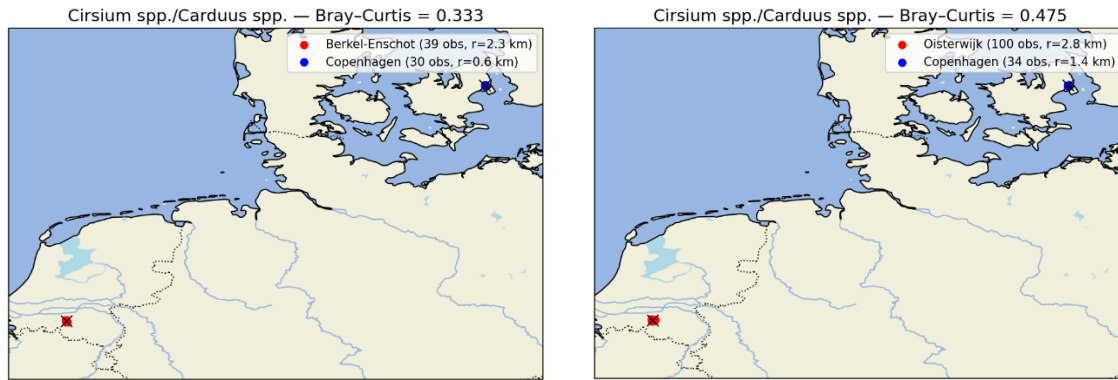 Cirsium spp./Carduus spp. — Bray–Curtis = 0.333
Berkel-Enschot (39 obs, r=2.3 km)
Copenhagen (30 obs, r=0.6 km)
Cirsium spp./Carduus spp. — Bray–Curtis = 0.475
Oisterwijk (100 obs, r=2.8 km)
Copenhagen (34 obs, r=1.4 km)